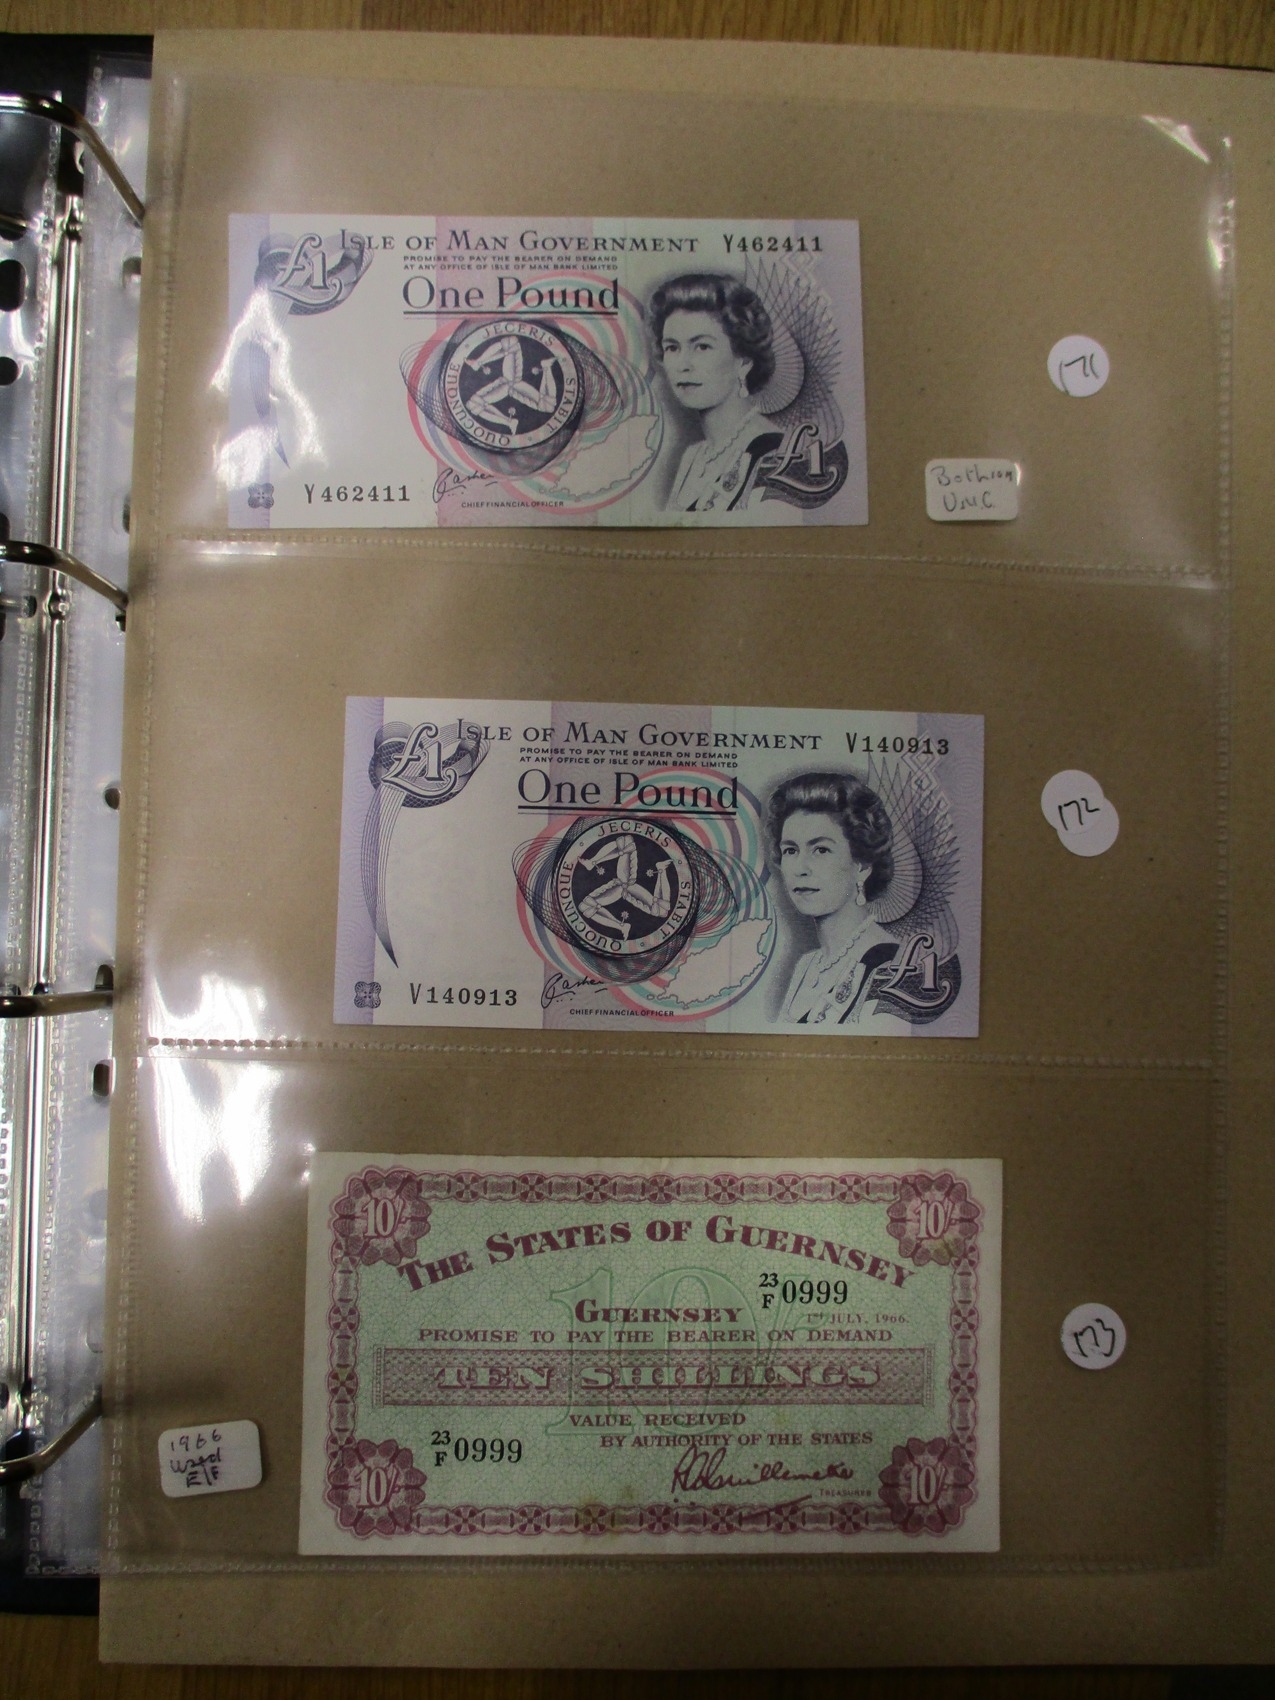 £1
ISLE OF MAN GOVERNMENT Y462411
PROMISE TO PAY THE BEARER ON DEMAND
AT ANY OFFICE OF ISLE OF MAN BANK LIMITED
One Pound
QUOCUNQUE · JECERIS · STABIT ·
£1
Y462411
CHIEF FINANCIAL OFFICER
171
UNC
£1
ISLE OF MAN GOVERNMENT V140913
PROMISE TO PAY THE BEARER ON DEMAND
AT ANY OFFICE OF ISLE OF MAN BANK LIMITED
One Pound
QUOCUNQUE · JECERIS · STABIT ·
£1
V140913
CHIEF FINANCIAL OFFICER
172
10/- 10/-
THE STATES OF GUERNSEY
23/F 0999
GUERNSEY 1st JULY, 1966.
PROMISE TO PAY THE BEARER ON DEMAND
TEN SHILLINGS
VALUE RECEIVED
BY AUTHORITY OF THE STATES
23/F 0999
TREASURER
10/- 10/-
173
1966
Used